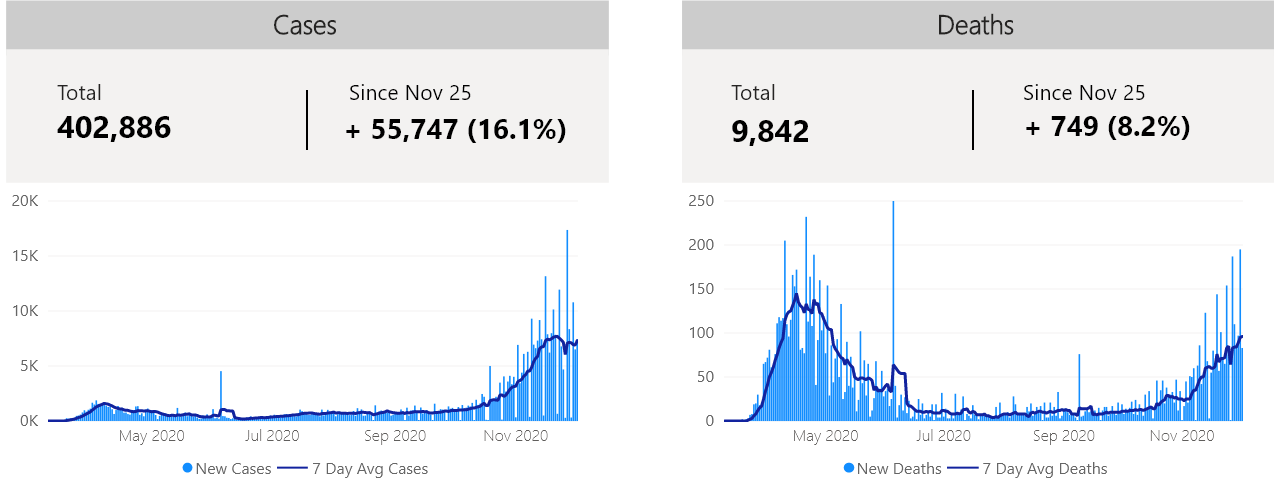 Cases
Total
402,886
Since Nov 25
+ 55,747 (16.1%)
20K
15K
10K
5K
0K
May 2020 Jul 2020 Sep 2020 Nov 2020
New Cases 7 Day Avg Cases
Deaths
Total
9,842
Since Nov 25
+ 749 (8.2%)
250
200
150
100
50
0
May 2020 Jul 2020 Sep 2020 Nov 2020
New Deaths 7 Day Avg Deaths